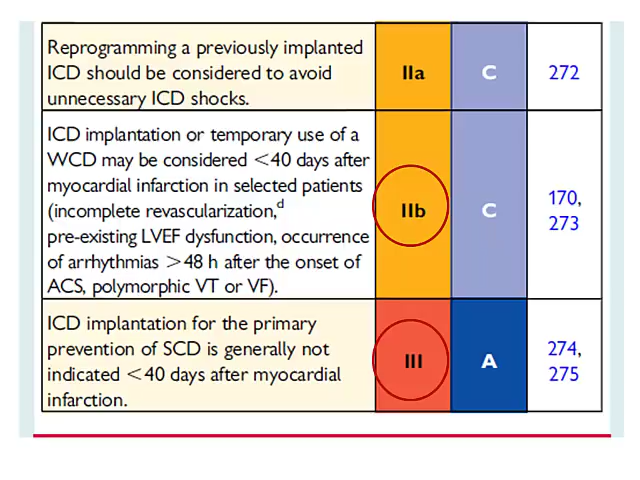 Reprogramming a previously implanted
ICD should be considered to avoid
unnecessary ICD shocks.
IIa
C
272
ICD implantation or temporary use of a
WCD may be considered <40 days after
myocardial infarction in selected patients
(incomplete revascularization,d
pre-existing LVEF dysfunction, occurrence
of arrhythmias >48 h after the onset of
ACS, polymorphic VT or VF).
IIb
C
170,
273
ICD implantation for the primary
prevention of SCD is generally not
indicated <40 days after myocardial
infarction.
III
A
274,
275